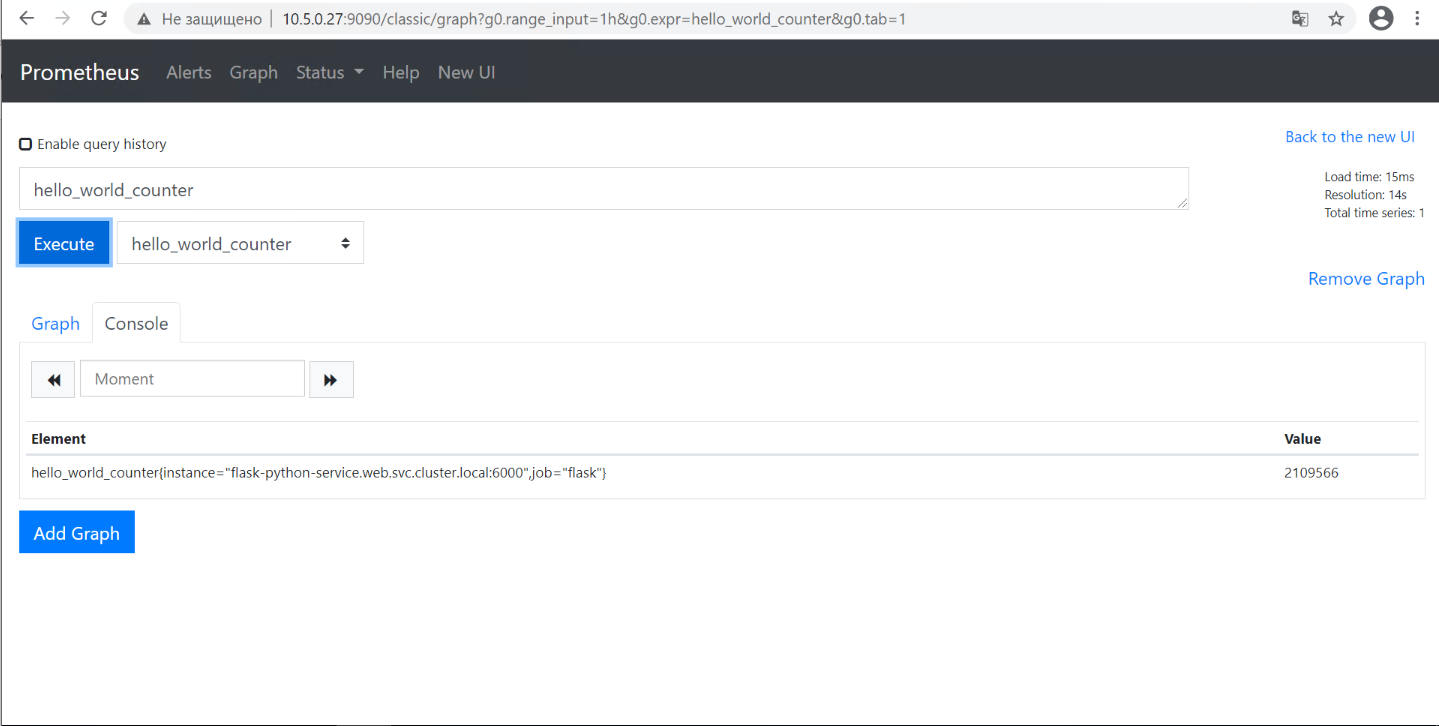 Не защищено 10.5.0.27:9090/classic/graph?g0.range_input=1h&g0.expr=hello_world_counter&g0.tab=1
Prometheus Alerts Graph Status Help New UI
Enable query history
Back to the new UI
hello_world_counter
Load time: 15ms
Resolution: 14s
Total time series: 1
Execute hello_world_counter
Remove Graph
Graph Console
Moment
Element Value
hello_world_counter{instance="flask-python-service.web.svc.cluster.local:6000",job="flask"} 2109566
Add Graph